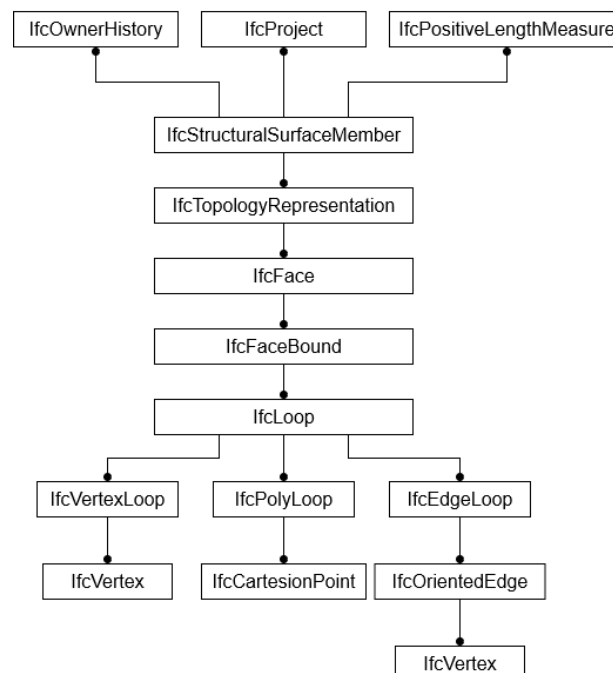 IfcOwnerHistory
IfcProject
IfcPositiveLengthMeasure
IfcStructuralSurfaceMember
IfcTopologyRepresentation
IfcFace
IfcFaceBound
IfcLoop
IfcVertexLoop
IfcPolyLoop
IfcEdgeLoop
IfcVertex
IfcCartesionPoint
IfcOrientedEdge
IfcVertex